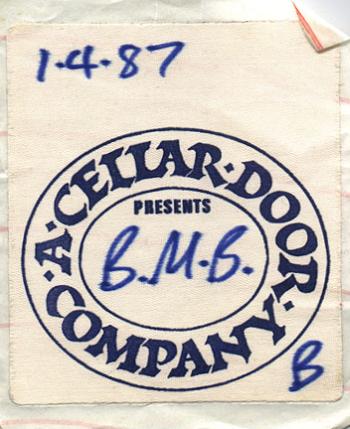 1·4·87
A·CELLAR·DOOR·COMPANY·
PRESENTS
B.M.B.
B